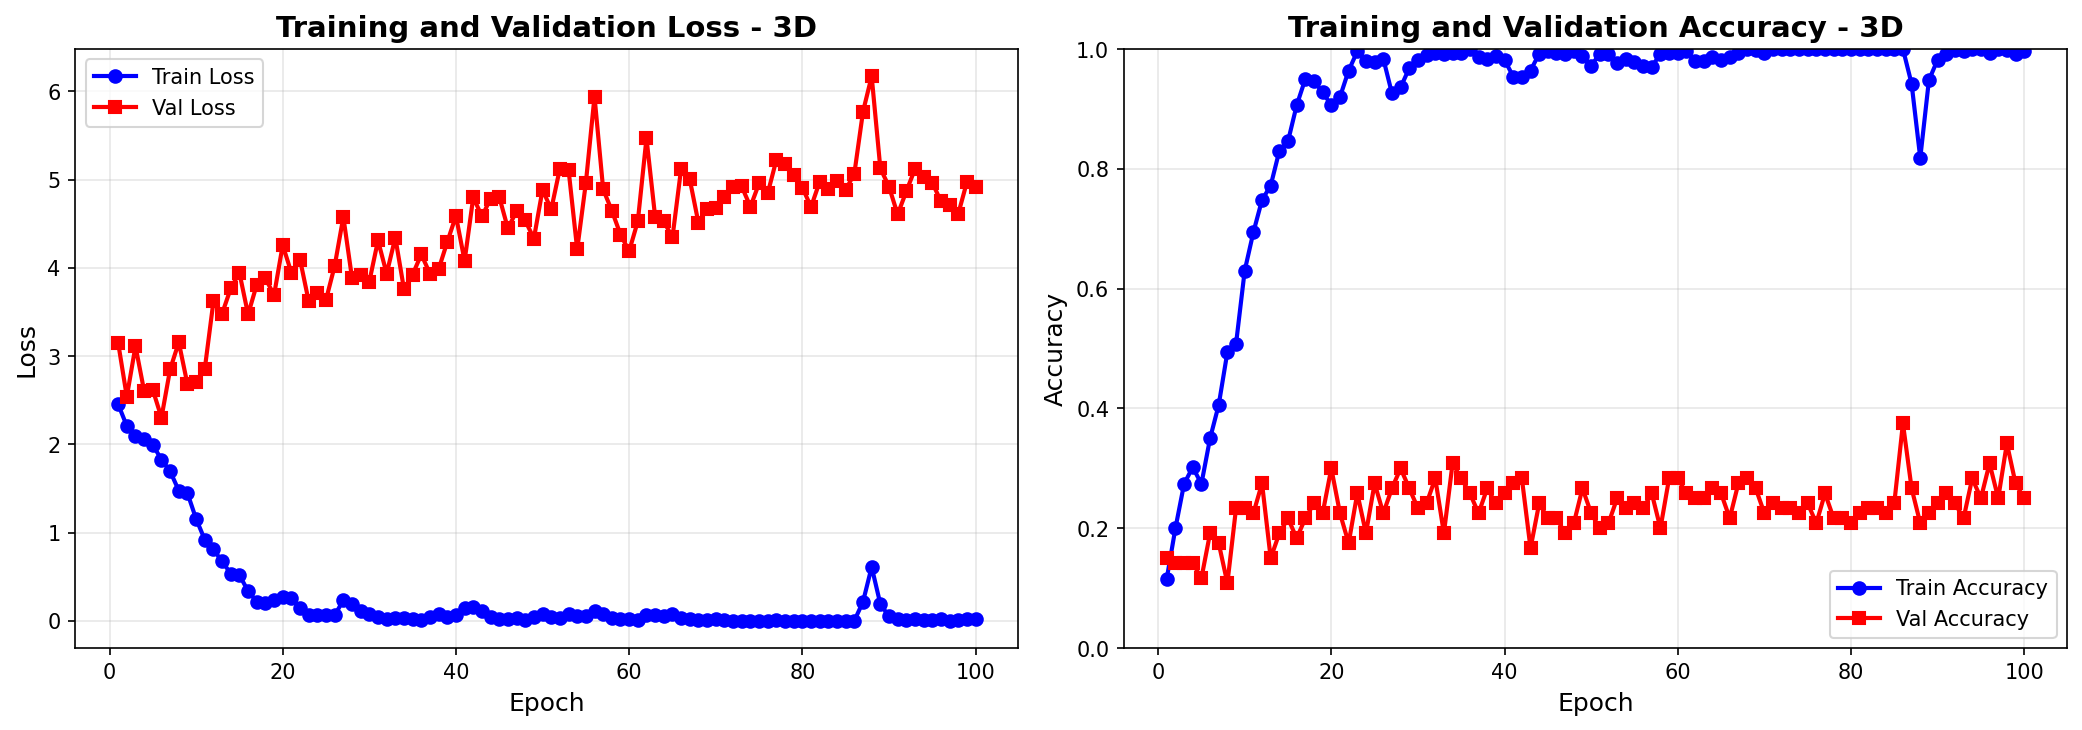 Training and Validation Loss - 3D
Train Loss
Val Loss
6
5
4
3
2
1
0
Loss
0 20 40 60 80 100
Epoch
Training and Validation Accuracy - 3D
1.0
0.8
0.6
0.4
0.2
0.0
Accuracy
Train Accuracy
Val Accuracy
0 20 40 60 80 100
Epoch